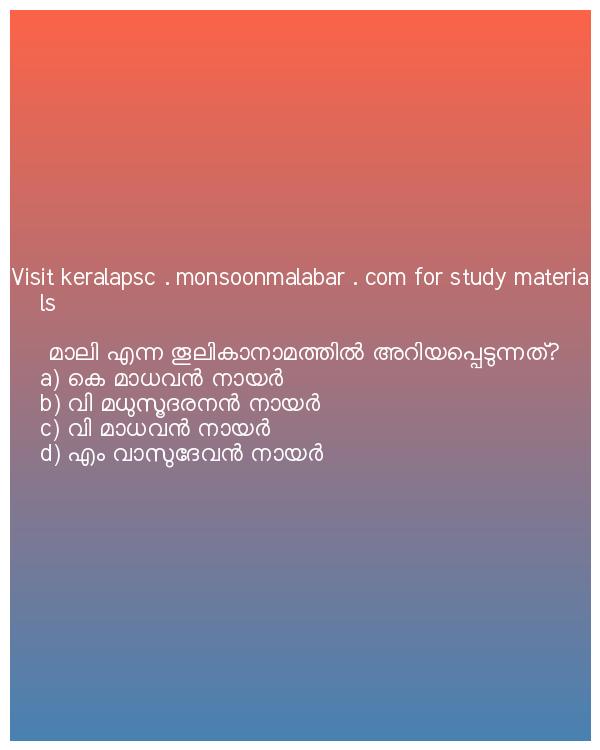 Visit keralapsc . monsoonmalabar . com for study materia
ls
മാലി എന്ന തൂലികാനാമത്തിൽ അറിയപ്പെടുന്നത്?
a) കെ മാധവൻ നായർ
b) വി മധുസൂദരനൻ നായർ
c) വി മാധവൻ നായർ
d) എം വാസുദേവൻ നായർ